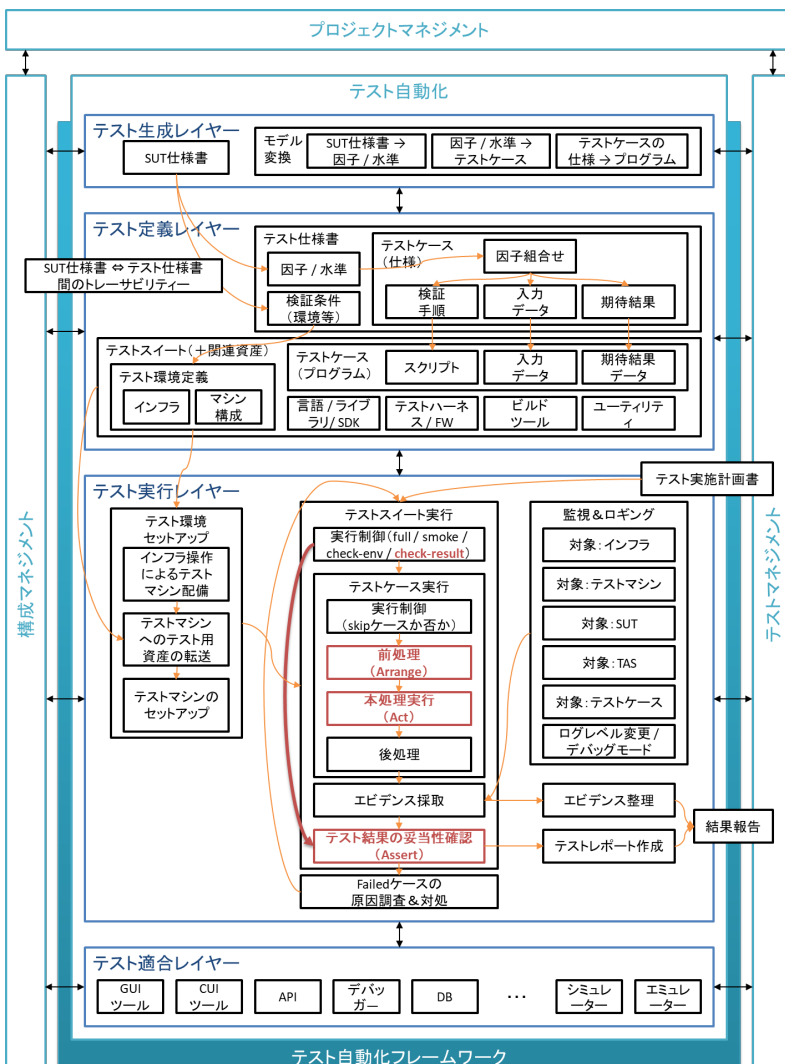 プロジェクトマネジメント
構成マネジメント
テストマネジメント
テスト自動化
テスト生成レイヤー
SUT仕様書
モデル
変換
SUT仕様書 →
因子 / 水準
因子 / 水準 →
テストケース
テストケースの
仕様 → プログラム
テスト定義レイヤー
SUT仕様書 ⇔ テスト仕様書
間のトレーサビリティー
テスト仕様書
因子 / 水準
検証条件
(環境等)
テストケース
(仕様)
因子組合せ
検証
手順
入力
データ
期待結果
テストスイート(+関連資産)
テスト環境定義
インフラ
マシン
構成
テストケース
(プログラム)
スクリプト
入力
データ
期待結果
データ
言語 / ライブ
ラリ/ SDK
テストハーネ
ス / FW
ビルド
ツール
ユーティリテ
ィ
テスト実行レイヤー
テスト実施計画書
テスト環境
セットアップ
インフラ操作
によるテスト
マシン配備
テストマシン
へのテスト用
資産の転送
テストマシンの
セットアップ
テストスイート実行
実行制御(full / smoke /
check-env / check-result)
テストケース実行
実行制御
(skipケースか否か)
前処理
(Arrange)
本処理実行
(Act)
後処理
エビデンス採取
テスト結果の妥当性確認
(Assert)
Failedケースの
原因調査&対処
監視&ロギング
対象:インフラ
対象:テストマシン
対象:SUT
対象:TAS
対象:テストケース
ログレベル変更 /
デバッグモード
エビデンス整理
テストレポート作成
結果報告
テスト適合レイヤー
GUI
ツール
CUI
ツール
API
デバッ
ガー
DB
…
シミュレ
ーター
エミュレ
ーター
テスト自動化フレームワーク